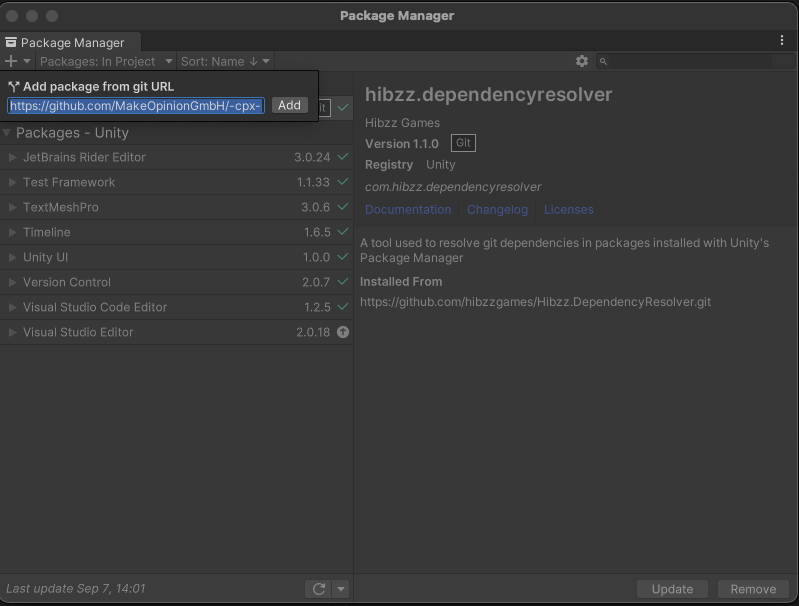 Package Manager
Package Manager
Packages: In Project
Sort: Name ↓
Add package from git URL
https://github.com/MakeOpinionGmbH/-cpx-
Add
Packages - Unity
JetBrains Rider Editor 3.0.24
Test Framework 1.1.33
TextMeshPro 3.0.6
Timeline 1.6.5
Unity UI 1.0.0
Version Control 2.0.7
Visual Studio Code Editor 1.2.5
Visual Studio Editor 2.0.18
Last update Sep 7, 14:01
hibzz.dependencyresolver
Hibzz Games
Version 1.1.0 Git
Registry Unity
com.hibzz.dependencyresolver
Documentation Changelog Licenses
A tool used to resolve git dependencies in packages installed with Unity's
Package Manager
Installed From
https://github.com/hibzzgames/Hibzz.DependencyResolver.git
Update Remove